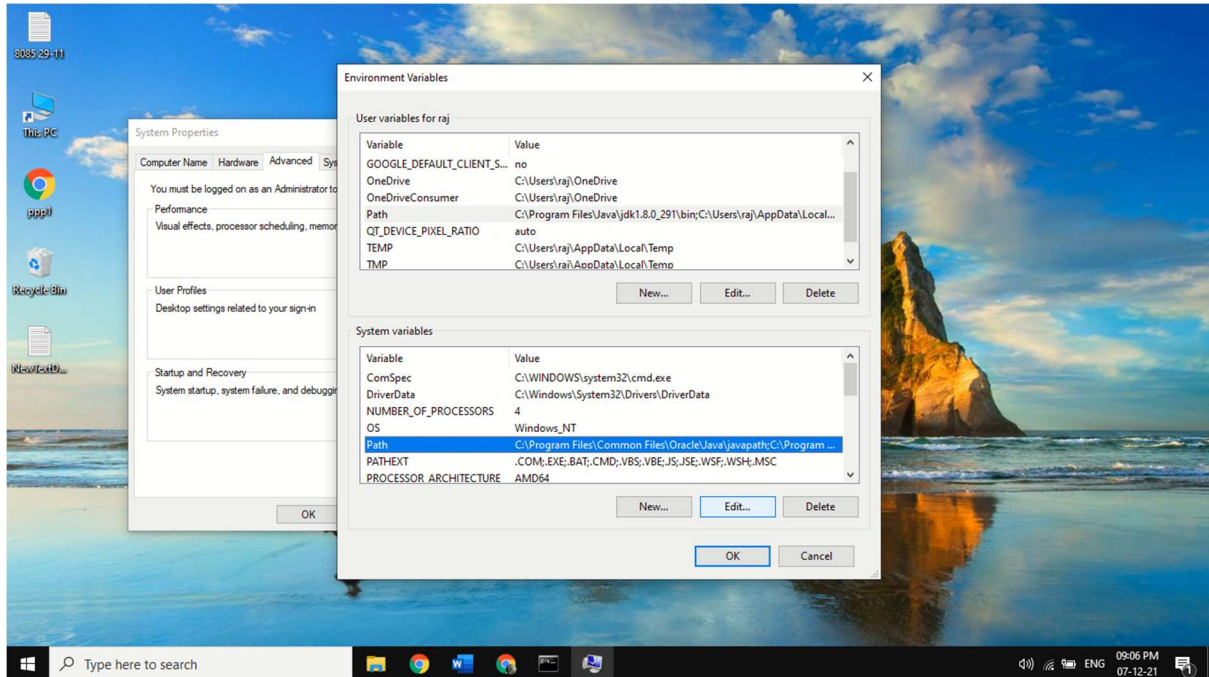 8085 29-11
This PC
ppp1
Recycle Bin
NewTextD...
System Properties
Computer Name Hardware Advanced Sys
You must be logged on as an Administrator to
Performance
Visual effects, processor scheduling, memor
User Profiles
Desktop settings related to your sign-in
Startup and Recovery
System startup, system failure, and debuggir
OK
Environment Variables
User variables for raj
Variable Value
GOOGLE_DEFAULT_CLIENT_S... no
OneDrive C:\Users\raj\OneDrive
OneDriveConsumer C:\Users\raj\OneDrive
Path C:\Program Files\Java\jdk1.8.0_291\bin;C:\Users\raj\AppData\Local...
QT_DEVICE_PIXEL_RATIO auto
TEMP C:\Users\raj\AppData\Local\Temp
TMP C:\Users\raj\AppData\Local\Temp
New... Edit... Delete
System variables
Variable Value
ComSpec C:\WINDOWS\system32\cmd.exe
DriverData C:\Windows\System32\Drivers\DriverData
NUMBER_OF_PROCESSORS 4
OS Windows_NT
Path C:\Program Files\Common Files\Oracle\Java\javapath;C:\Program ...
PATHEXT .COM;.EXE;.BAT;.CMD;.VBS;.VBE;.JS;.JSE;.WSF;.WSH;.MSC
PROCESSOR_ARCHITECTURE AMD64
New... Edit... Delete
OK Cancel
Type here to search
ENG
09:06 PM
07-12-21
1